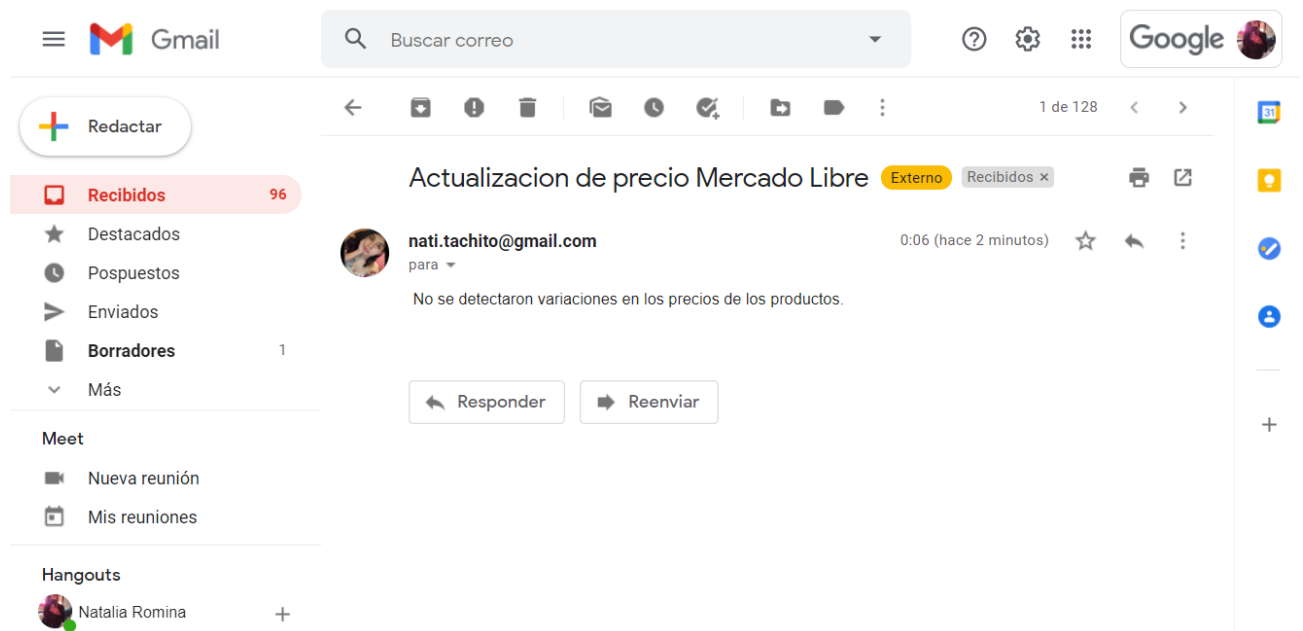 Gmail
Buscar correo
Google
Redactar
1 de 128
31
Recibidos 96
Destacados
Pospuestos
Enviados
Borradores 1
Más
Meet
Nueva reunión
Mis reuniones
Hangouts
Natalia Romina
Actualizacion de precio Mercado Libre Externo Recibidos ×
nati.tachito@gmail.com 0:06 (hace 2 minutos)
para
No se detectaron variaciones en los precios de los productos.
Responder Reenviar